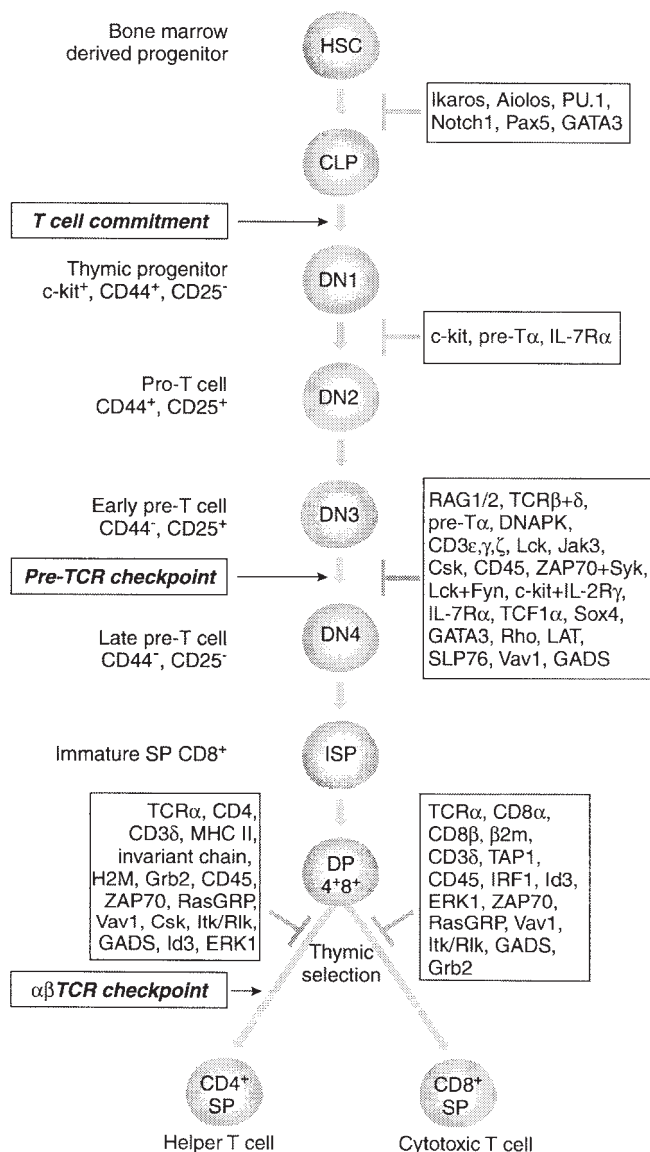 Bone marrow
derived progenitor
HSC
Ikaros, Aiolos, PU.1,
Notch1, Pax5, GATA3
CLP
T cell commitment
Thymic progenitor
c-kit⁺, CD44⁺, CD25⁻
DN1
c-kit, pre-Tα, IL-7Rα
Pro-T cell
CD44⁺, CD25⁺
DN2
Early pre-T cell
CD44⁻, CD25⁺
DN3
RAG1/2, TCRβ+δ,
pre-Tα, DNAPK,
CD3ε,γ,ζ, Lck, Jak3,
Csk, CD45, ZAP70+Syk,
Lck+Fyn, c-kit+IL-2Rγ,
IL-7Rα, TCF1α, Sox4,
GATA3, Rho, LAT,
SLP76, Vav1, GADS
Pre-TCR checkpoint
Late pre-T cell
CD44⁻, CD25⁻
DN4
Immature SP CD8⁺
ISP
TCRα, CD4,
CD3δ, MHC II,
invariant chain,
H2M, Grb2, CD45,
ZAP70, RasGRP,
Vav1, Csk, Itk/Rlk,
GADS, Id3, ERK1
DP
4⁺8⁺
TCRα, CD8α,
CD8β, β2m,
CD3δ, TAP1,
CD45, IRF1, Id3,
ERK1, ZAP70,
RasGRP, Vav1,
Itk/Rlk, GADS,
Grb2
Thymic
selection
αβTCR checkpoint
CD4⁺
SP
Helper T cell
CD8⁺
SP
Cytotoxic T cell